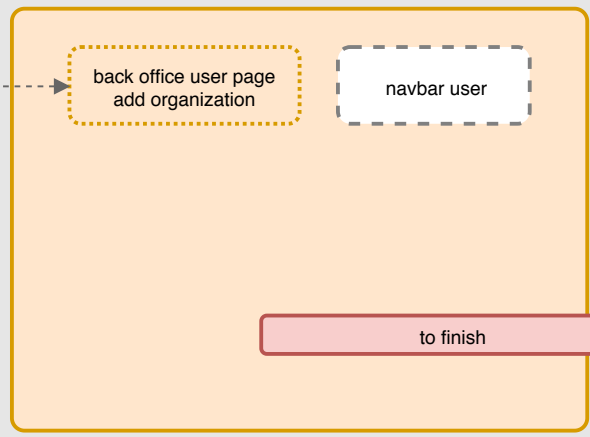 back office user page
add organization
navbar user
to finish